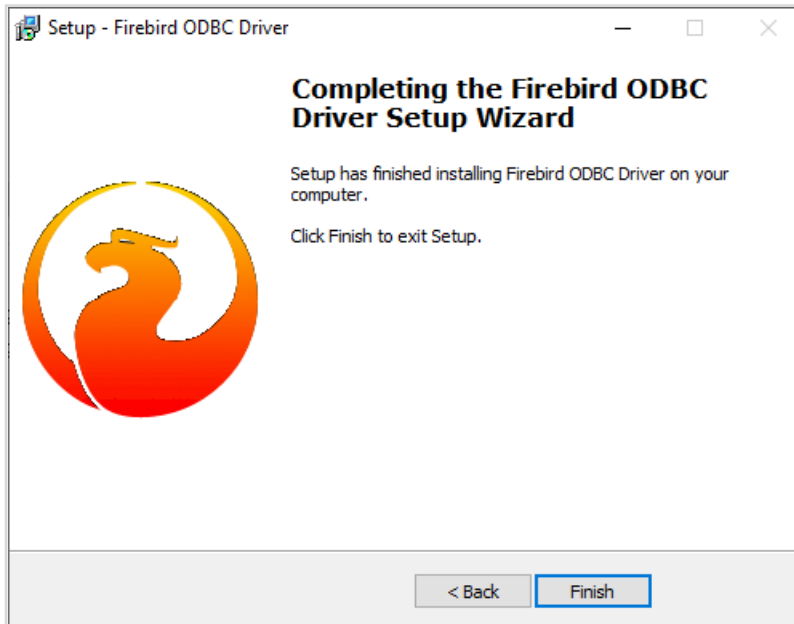 Setup - Firebird ODBC Driver
Completing the Firebird ODBC
Driver Setup Wizard
Setup has finished installing Firebird ODBC Driver on your
computer.
Click Finish to exit Setup.
< Back
Finish